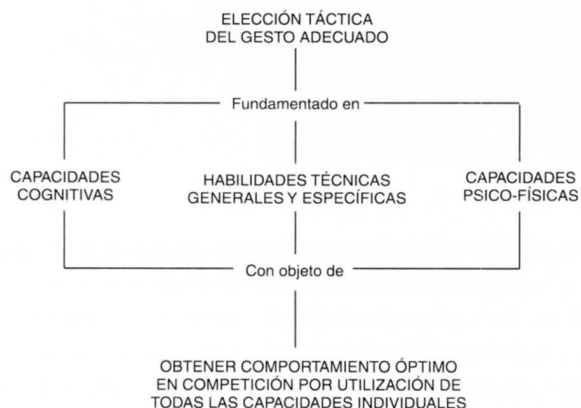 ELECCIÓN TÁCTICA
DEL GESTO ADECUADO
Fundamentado en
CAPACIDADES
COGNITIVAS
HABILIDADES TÉCNICAS
GENERALES Y ESPECÍFICAS
CAPACIDADES
PSICO-FÍSICAS
Con objeto de
OBTENER COMPORTAMIENTO ÓPTIMO
EN COMPETICIÓN POR UTILIZACIÓN DE
TODAS LAS CAPACIDADES INDIVIDUALES